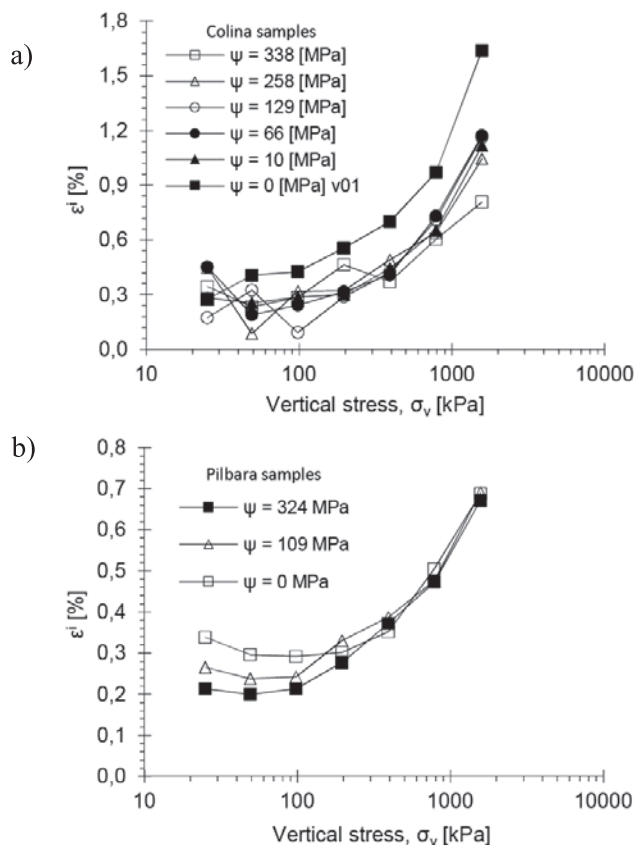 a)
Colina samples
ψ = 338 [MPa]
ψ = 258 [MPa]
ψ = 129 [MPa]
ψ = 66 [MPa]
ψ = 10 [MPa]
ψ = 0 [MPa] v01
1,8
1,5
1,2
0,9
0,6
0,3
0,0
εⁱ [%]
10 100 1000 10000
Vertical stress, σᵥ [kPa]
b)
Pilbara samples
ψ = 324 MPa
ψ = 109 MPa
ψ = 0 MPa
0,8
0,7
0,6
0,5
0,4
0,3
0,2
0,1
0,0
εⁱ [%]
10 100 1000 10000
Vertical stress, σᵥ [kPa]